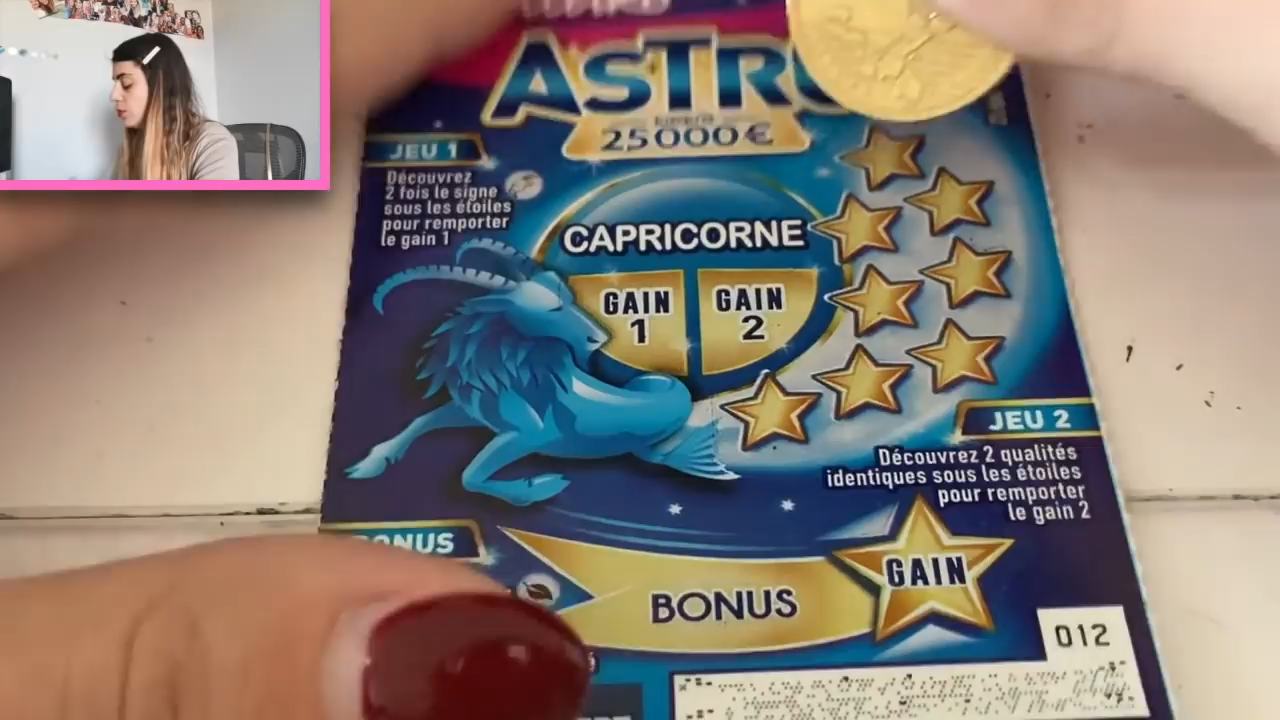 ASTRO
25 000 €
JEU 1
Découvrez
2 fois le signe
sous les étoiles
pour remporter
le gain 1
CAPRICORNE
GAIN
1
GAIN
2
JEU 2
Découvrez 2 qualités
identiques sous les étoiles
pour remporter
le gain 2
BONUS
BONUS
GAIN
012